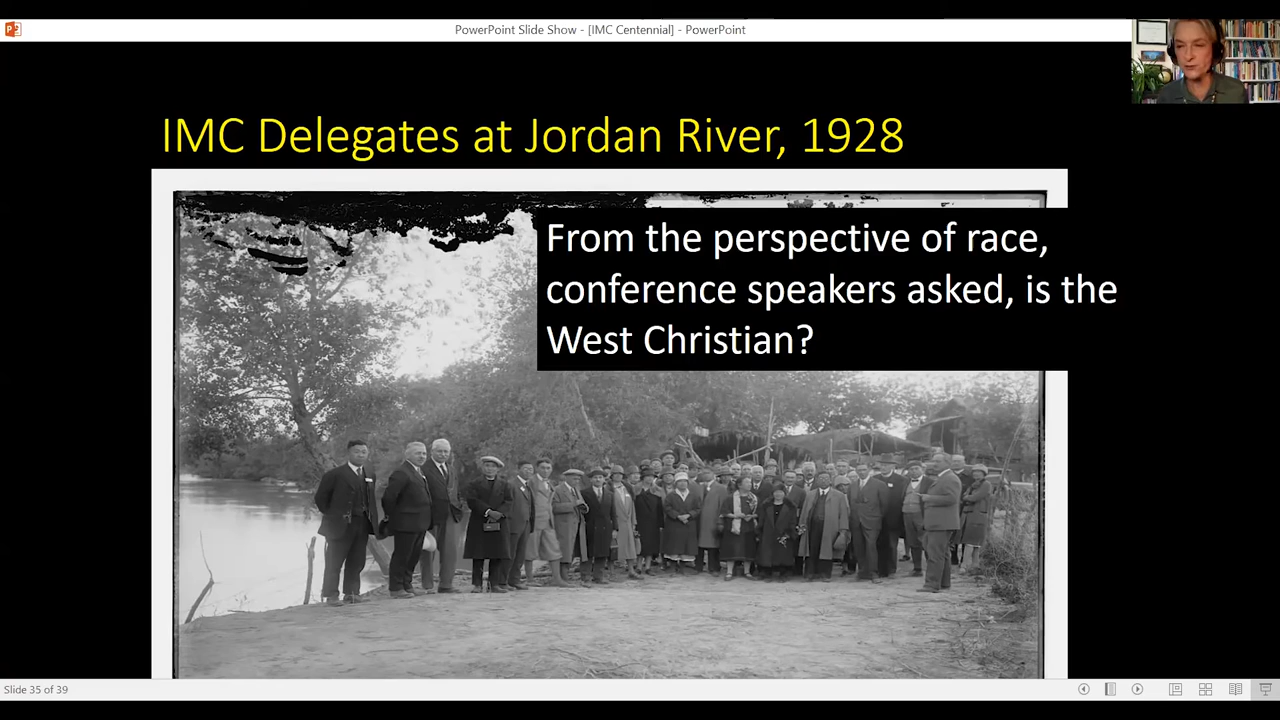 PowerPoint Slide Show - [IMC Centennial] - PowerPoint
IMC Delegates at Jordan River, 1928
From the perspective of race,
conference speakers asked, is the
West Christian?
Slide 35 of 39